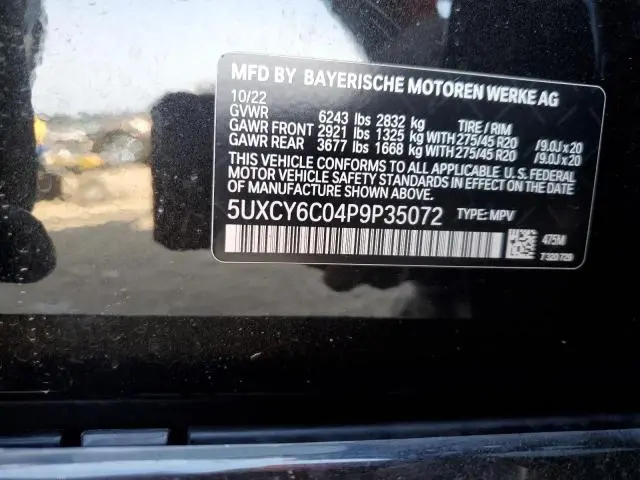 MFD BY BAYERISCHE MOTOREN WERKE AG
10/22
GVWR 6243 lbs 2832 kg TIRE / RIM
GAWR FRONT 2921 lbs 1325 kg WITH 275/45 R20 /9.0J x 20
GAWR REAR 3677 lbs 1668 kg WITH 275/45 R20 /9.0J x 20
THIS VEHICLE CONFORMS TO ALL APPLICABLE U. S. FEDERAL
MOTOR VEHICLE SAFETY STANDARDS IN EFFECT ON THE DATE OF
MANUFACTURE SHOWN ABOVE.
5UXCY6C04P9P35072 TYPE: MPV
475M
7320720